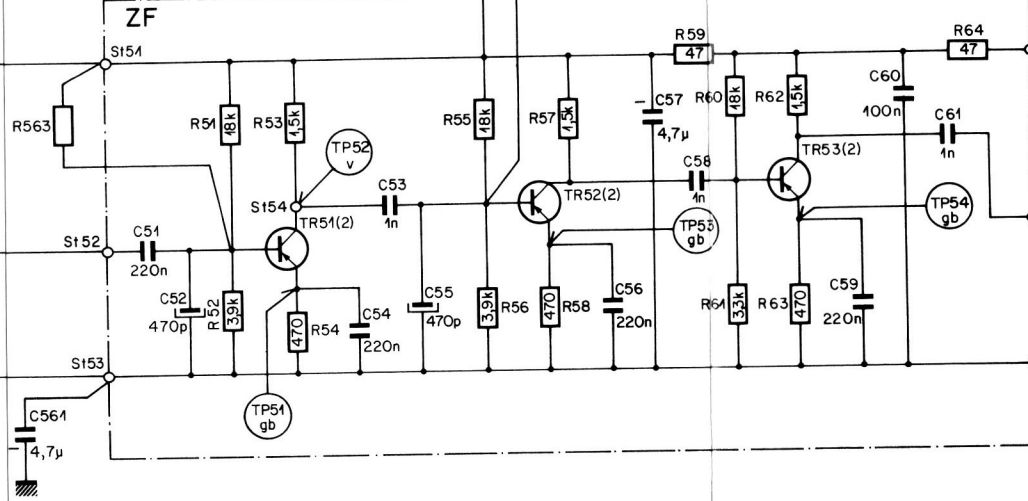 ZF
St51
R59
47
R64
47
R563
R51
18k
R53
1,5k
TP52
v
R55
18k
R57
1,5k
C57
4,7µ
R60
18k
R62
1,5k
C60
100n
C61
1n
C53
1n
C58
1n
TR53(2)
St54
TR51(2)
TR52(2)
TP53
gb
TP54
gb
St52
C51
220n
C52
470p
R52
3,9k
470
R54
C54
220n
C55
470p
3,9k
R56
470
R58
C56
220n
R61
3,3k
R63
470
C59
220n
St53
TP51
gb
C561
4,7µ